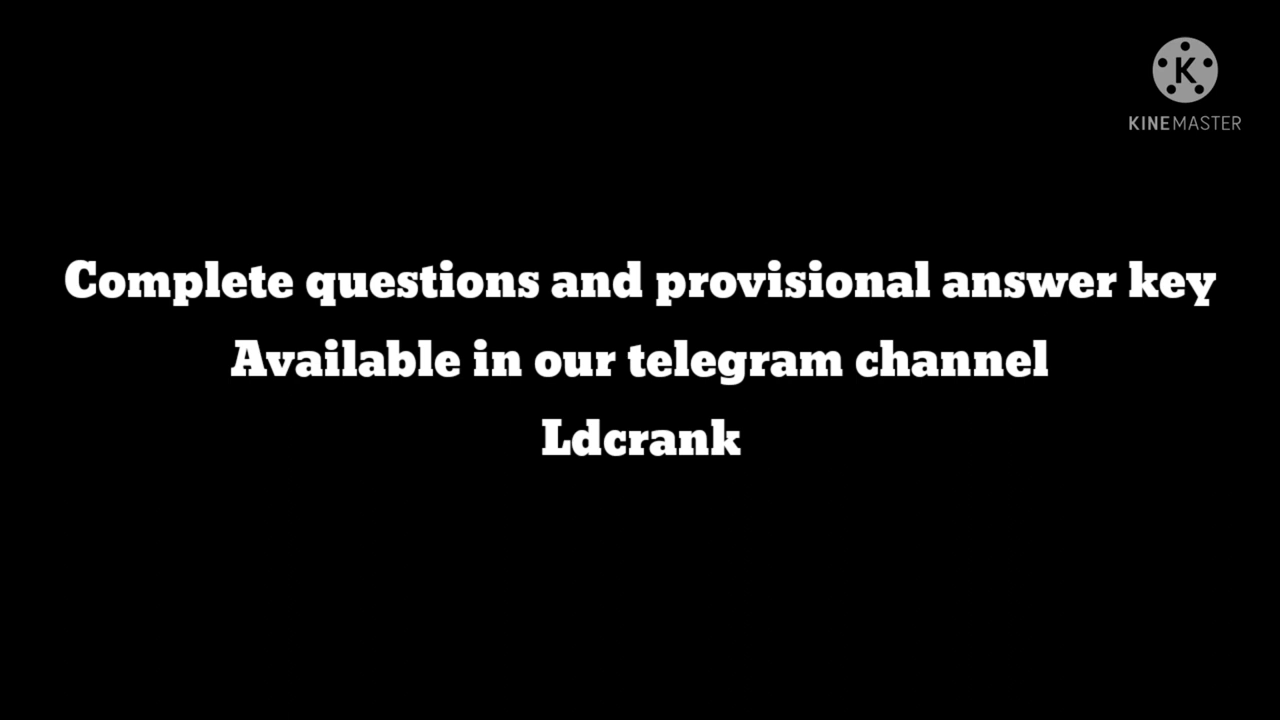 KINEMASTER
Complete questions and provisional answer key
Available in our telegram channel
Ldcrank